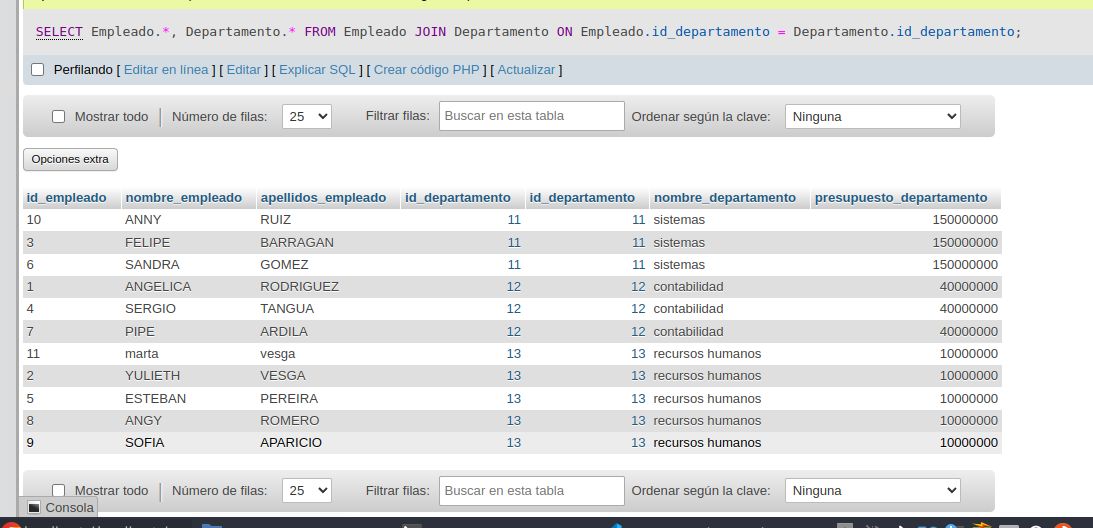 SELECT Empleado.*, Departamento.* FROM Empleado JOIN Departamento ON Empleado.id_departamento = Departamento.id_departamento;
Perfilando [ Editar en línea ] [ Editar ] [ Explicar SQL ] [ Crear código PHP ] [ Actualizar ]
Mostrar todo Número de filas: 25 Filtrar filas: Buscar en esta tabla Ordenar según la clave: Ninguna
Opciones extra
id_empleado nombre_empleado apellidos_empleado id_departamento id_departamento nombre_departamento presupuesto_departamento
10 ANNY RUIZ 11 11 sistemas 150000000
3 FELIPE BARRAGAN 11 11 sistemas 150000000
6 SANDRA GOMEZ 11 11 sistemas 150000000
1 ANGELICA RODRIGUEZ 12 12 contabilidad 40000000
4 SERGIO TANGUA 12 12 contabilidad 40000000
7 PIPE ARDILA 12 12 contabilidad 40000000
11 marta vesga 13 13 recursos humanos 10000000
2 YULIETH VESGA 13 13 recursos humanos 10000000
5 ESTEBAN PEREIRA 13 13 recursos humanos 10000000
8 ANGY ROMERO 13 13 recursos humanos 10000000
9 SOFIA APARICIO 13 13 recursos humanos 10000000
Mostrar todo Número de filas: 25 Filtrar filas: Buscar en esta tabla Ordenar según la clave: Ninguna
Consola